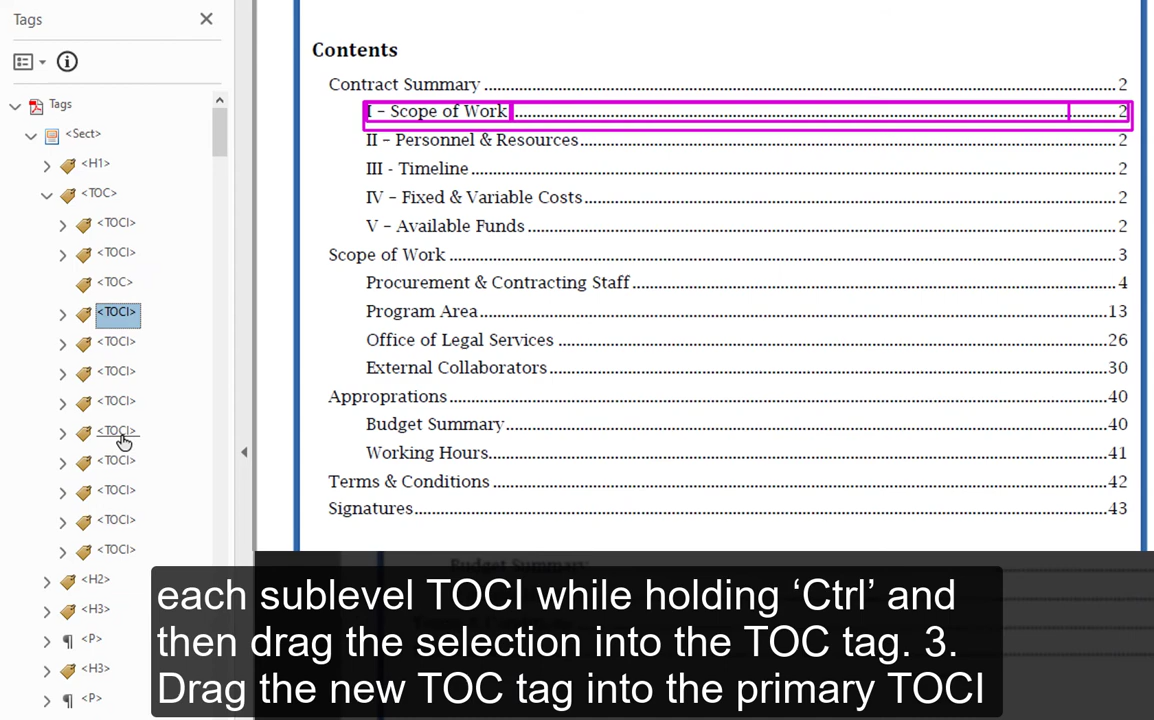 Tags
Tags
<Sect>
<H1>
<TOC>
<TOCI>
<TOCI>
<TOC>
<TOCI>
<TOCI>
<TOCI>
<TOCI>
<TOCI>
<TOCI>
<TOCI>
<TOCI>
<TOCI>
<H2>
<H3>
<P>
<H3>
<P>
Contents
Contract Summary 2
I – Scope of Work 2
II – Personnel & Resources 2
III - Timeline 2
IV – Fixed & Variable Costs 2
V – Available Funds 2
Scope of Work 3
Procurement & Contracting Staff 4
Program Area 13
Office of Legal Services 26
External Collaborators 30
Approprations 40
Budget Summary 40
Working Hours 41
Terms & Conditions 42
Signatures 43
Budget Summary
each sublevel TOCI while holding ‘Ctrl’ and
then drag the selection into the TOC tag. 3.
Drag the new TOC tag into the primary TOCI